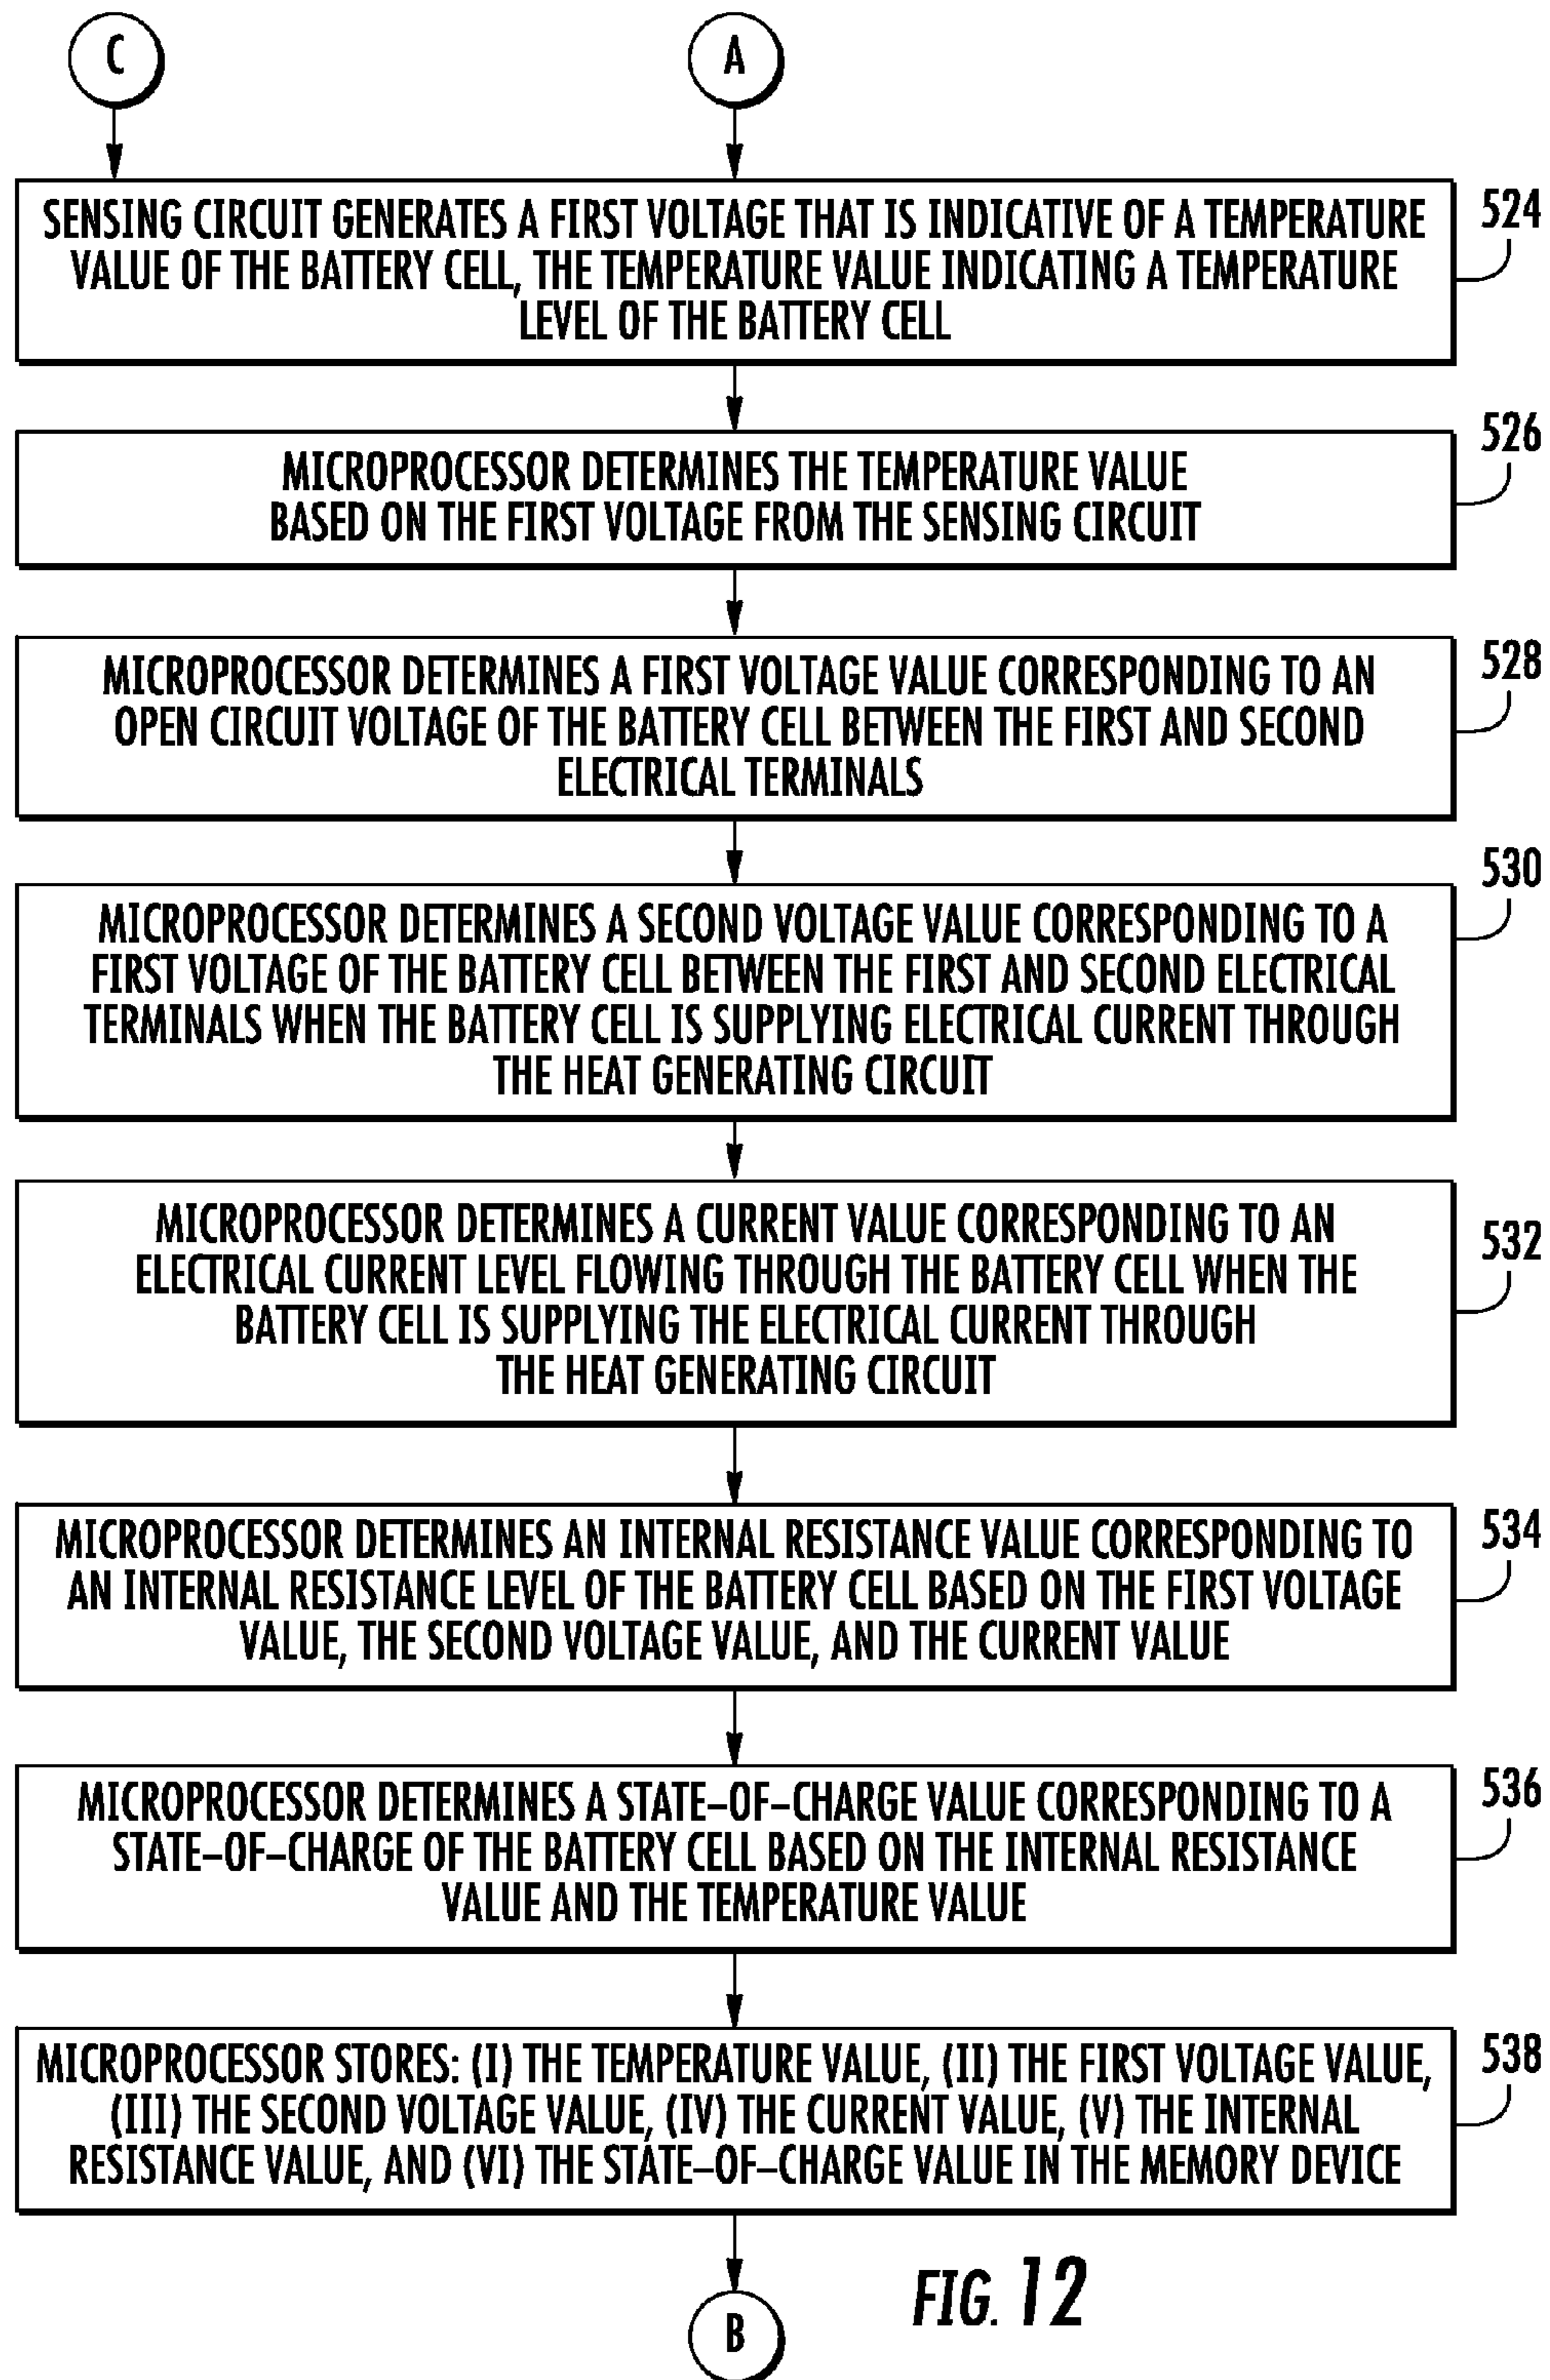 C
A
SENSING CIRCUIT GENERATES A FIRST VOLTAGE THAT IS INDICATIVE OF A TEMPERATURE
VALUE OF THE BATTERY CELL, THE TEMPERATURE VALUE INDICATING A TEMPERATURE
LEVEL OF THE BATTERY CELL
524
MICROPROCESSOR DETERMINES THE TEMPERATURE VALUE
BASED ON THE FIRST VOLTAGE FROM THE SENSING CIRCUIT
526
MICROPROCESSOR DETERMINES A FIRST VOLTAGE VALUE CORRESPONDING TO AN
OPEN CIRCUIT VOLTAGE OF THE BATTERY CELL BETWEEN THE FIRST AND SECOND
ELECTRICAL TERMINALS
528
MICROPROCESSOR DETERMINES A SECOND VOLTAGE VALUE CORRESPONDING TO A
FIRST VOLTAGE OF THE BATTERY CELL BETWEEN THE FIRST AND SECOND ELECTRICAL
TERMINALS WHEN THE BATTERY CELL IS SUPPLYING ELECTRICAL CURRENT THROUGH
THE HEAT GENERATING CIRCUIT
530
MICROPROCESSOR DETERMINES A CURRENT VALUE CORRESPONDING TO AN
ELECTRICAL CURRENT LEVEL FLOWING THROUGH THE BATTERY CELL WHEN THE
BATTERY CELL IS SUPPLYING THE ELECTRICAL CURRENT THROUGH
THE HEAT GENERATING CIRCUIT
532
MICROPROCESSOR DETERMINES AN INTERNAL RESISTANCE VALUE CORRESPONDING TO
AN INTERNAL RESISTANCE LEVEL OF THE BATTERY CELL BASED ON THE FIRST VOLTAGE
VALUE, THE SECOND VOLTAGE VALUE, AND THE CURRENT VALUE
534
MICROPROCESSOR DETERMINES A STATE–OF–CHARGE VALUE CORRESPONDING TO A
STATE–OF–CHARGE OF THE BATTERY CELL BASED ON THE INTERNAL RESISTANCE
VALUE AND THE TEMPERATURE VALUE
536
MICROPROCESSOR STORES: (I) THE TEMPERATURE VALUE, (II) THE FIRST VOLTAGE VALUE,
(III) THE SECOND VOLTAGE VALUE, (IV) THE CURRENT VALUE, (V) THE INTERNAL
RESISTANCE VALUE, AND (VI) THE STATE–OF–CHARGE VALUE IN THE MEMORY DEVICE
538
B
FIG. 12